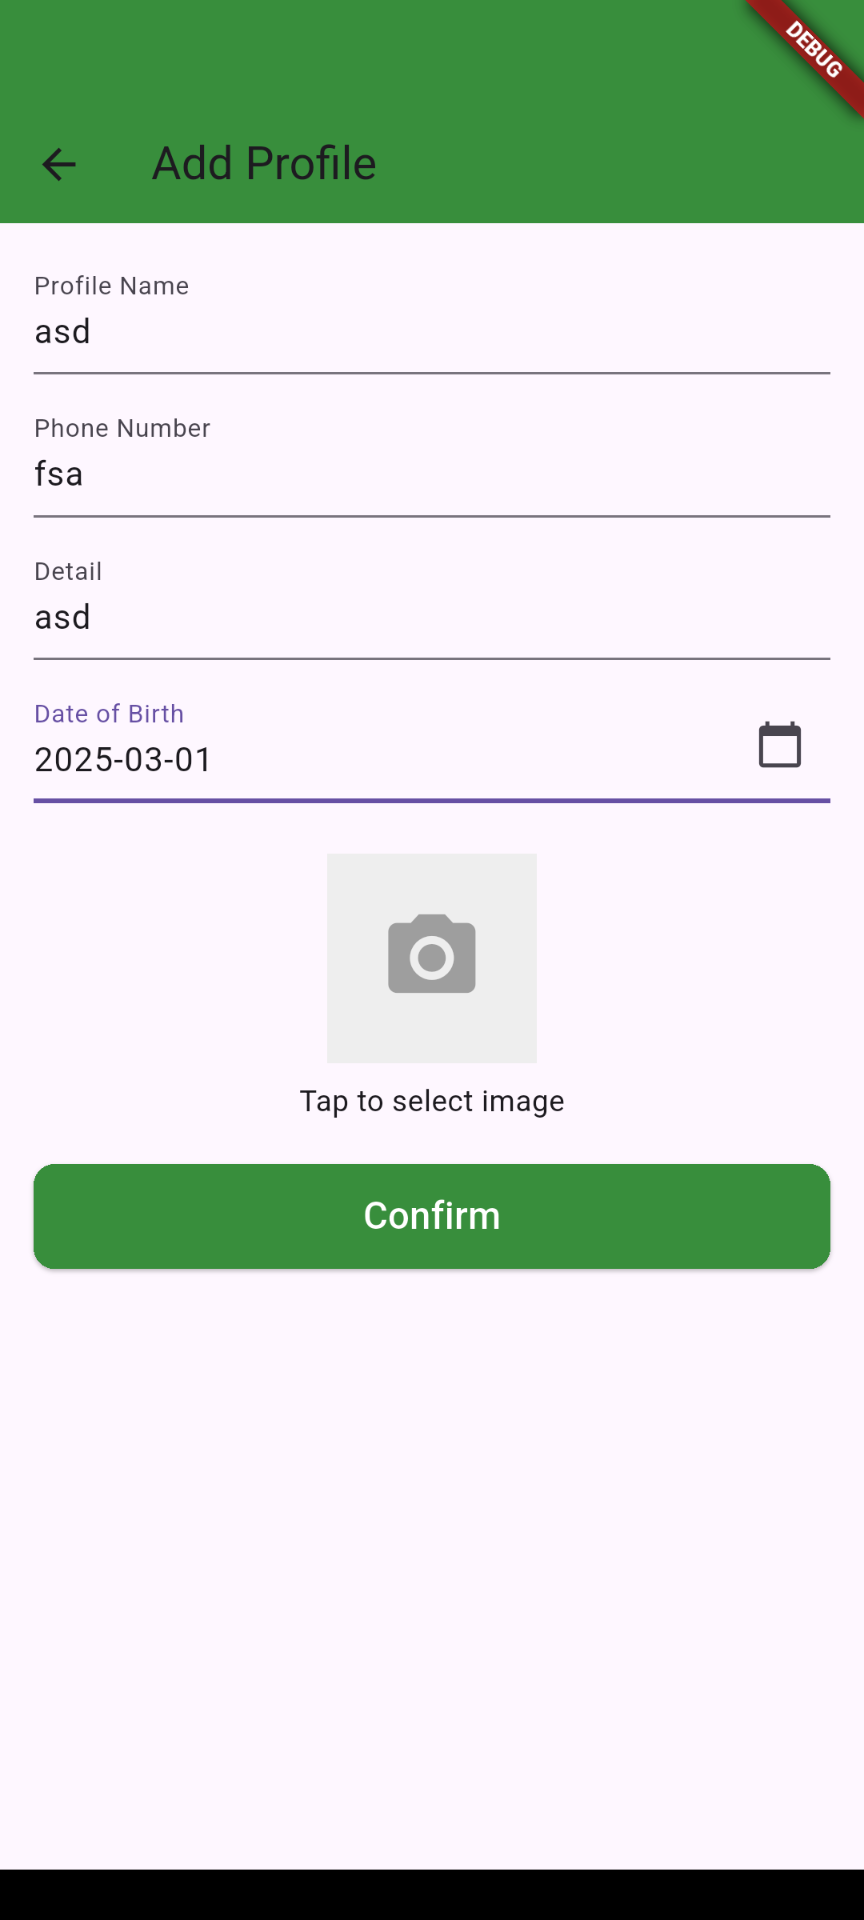 DEBUG
Add Profile
Profile Name
asd
Phone Number
fsa
Detail
asd
Date of Birth
2025-03-01
Tap to select image
Confirm